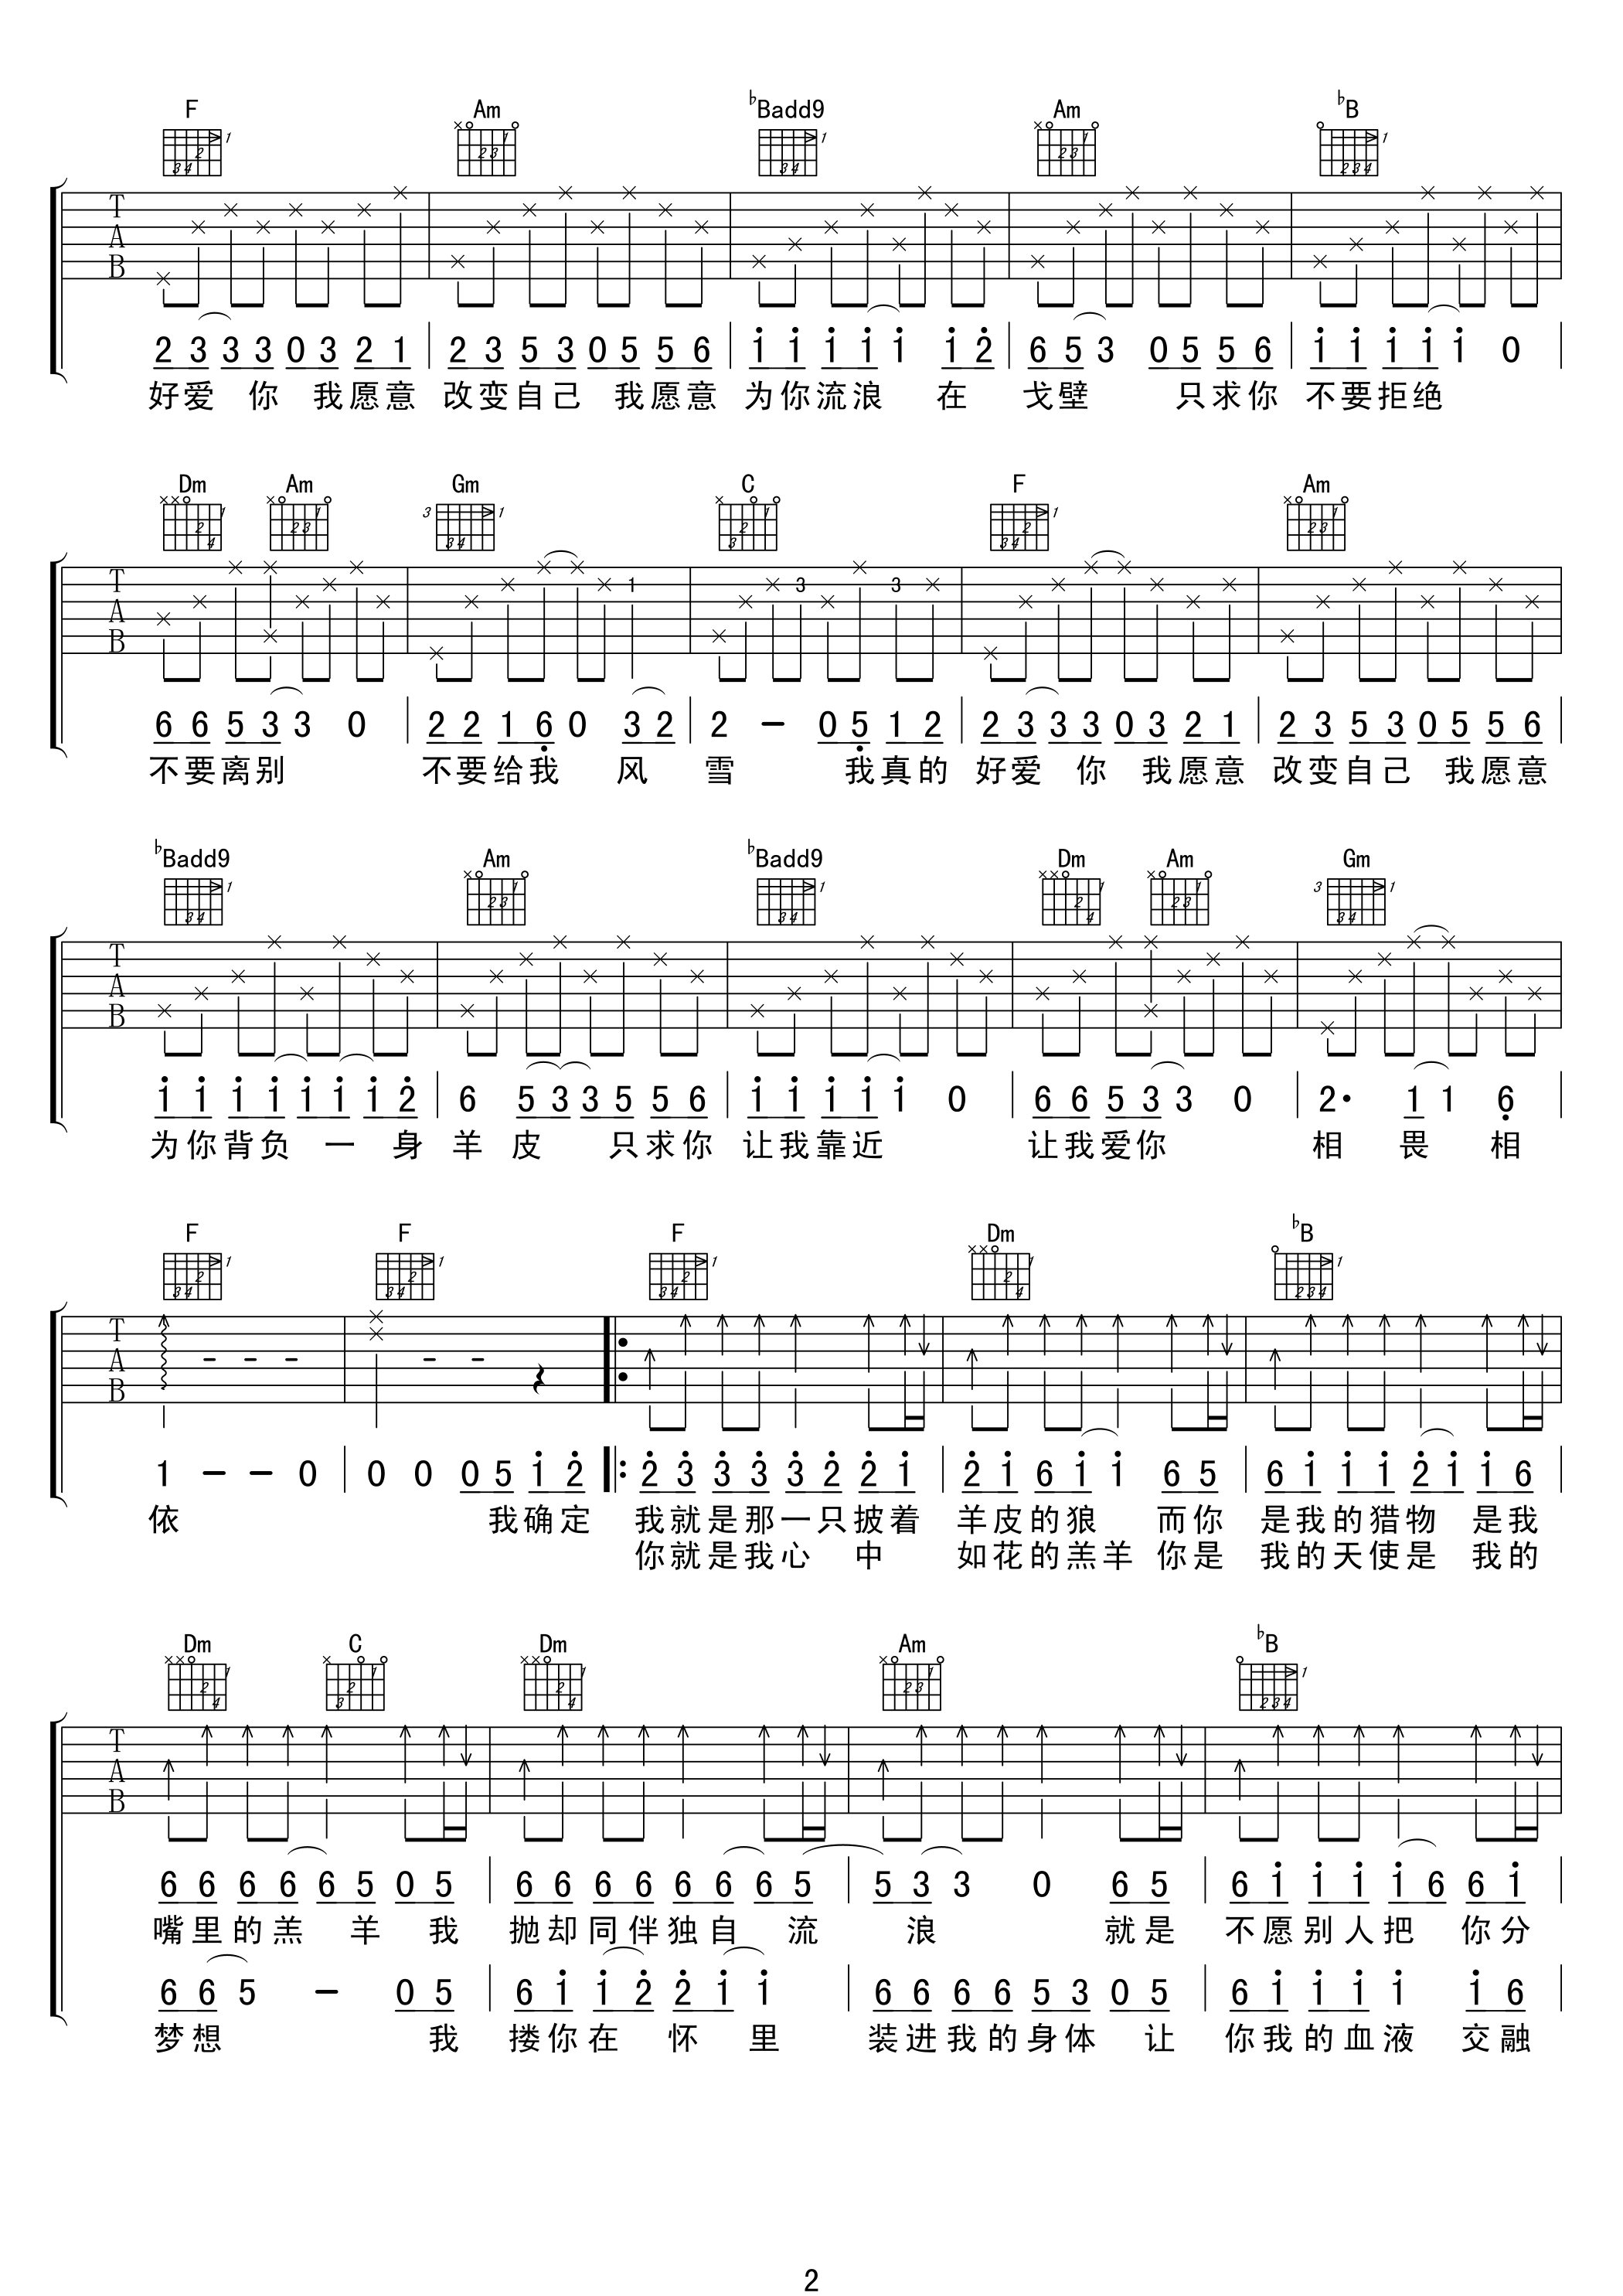 F Am ♭Badd9 Am ♭B
T A B
2 3 3 3 0 3 2 1 | 2 3 5 3 0 5 5 6 | i i i i i i 2̇ | 6 5 3 0 5 5 6 | i i i i i 0 |
好爱 你 我愿意 改变自己 我愿意 为你流浪 在 戈壁 只求你 不要拒绝
Dm Am Gm C F Am
T A B
6 6 5 3 3 0 | 2 2 1 6̣ 0 3 2 | 2 - 0 5̣ 1 2 | 2 3 3 3 0 3 2 1 | 2 3 5 3 0 5 5 6 |
不要离别 不要给我 风 雪 我真的 好爱 你 我愿意 改变自己 我愿意
♭Badd9 Am ♭Badd9 Dm Am Gm
T A B
i i i i i i i 2̇ | 6 5 3 3 5 5 6 | i i i i i 0 | 6 6 5 3 3 0 | 2· 1 1 6̣ |
为你背负 一 身 羊 皮 只求你 让我靠近 让我爱你 相 畏 相
F F F Dm ♭B
T A B
1 - - 0 | 0 0 0 5 i 2̇ |: 2̇ 3̇ 3̇ 3̇ 3̇ 2̇ 2̇ i | 2̇ i 6 i i 6 5 | 6 i i i 2̇ i i 6 |
依 我确定 我就是那一只披着 羊皮的狼 而你 是我的猎物 是我
你就是我心 中 如花的羔羊 你是 我的天使是 我的
Dm C Dm Am ♭B
T A B
6 6 6 6 6 5 0 5 | 6 6 6 6 6 6 6 5 | 5 3 3 0 6 5 | 6 i i i i 6 6 i |
嘴里的羔 羊 我 抛却同伴独自 流 浪 就是 不愿别人把 你分
6 6 5 - 0 5 | 6 i i 2̇ 2̇ i i | 6 6 6 6 5 3 0 5 | 6 i i i i i 6 |
梦想 我 搂你在 怀 里 装进我的身体 让 你我的血液 交融
2